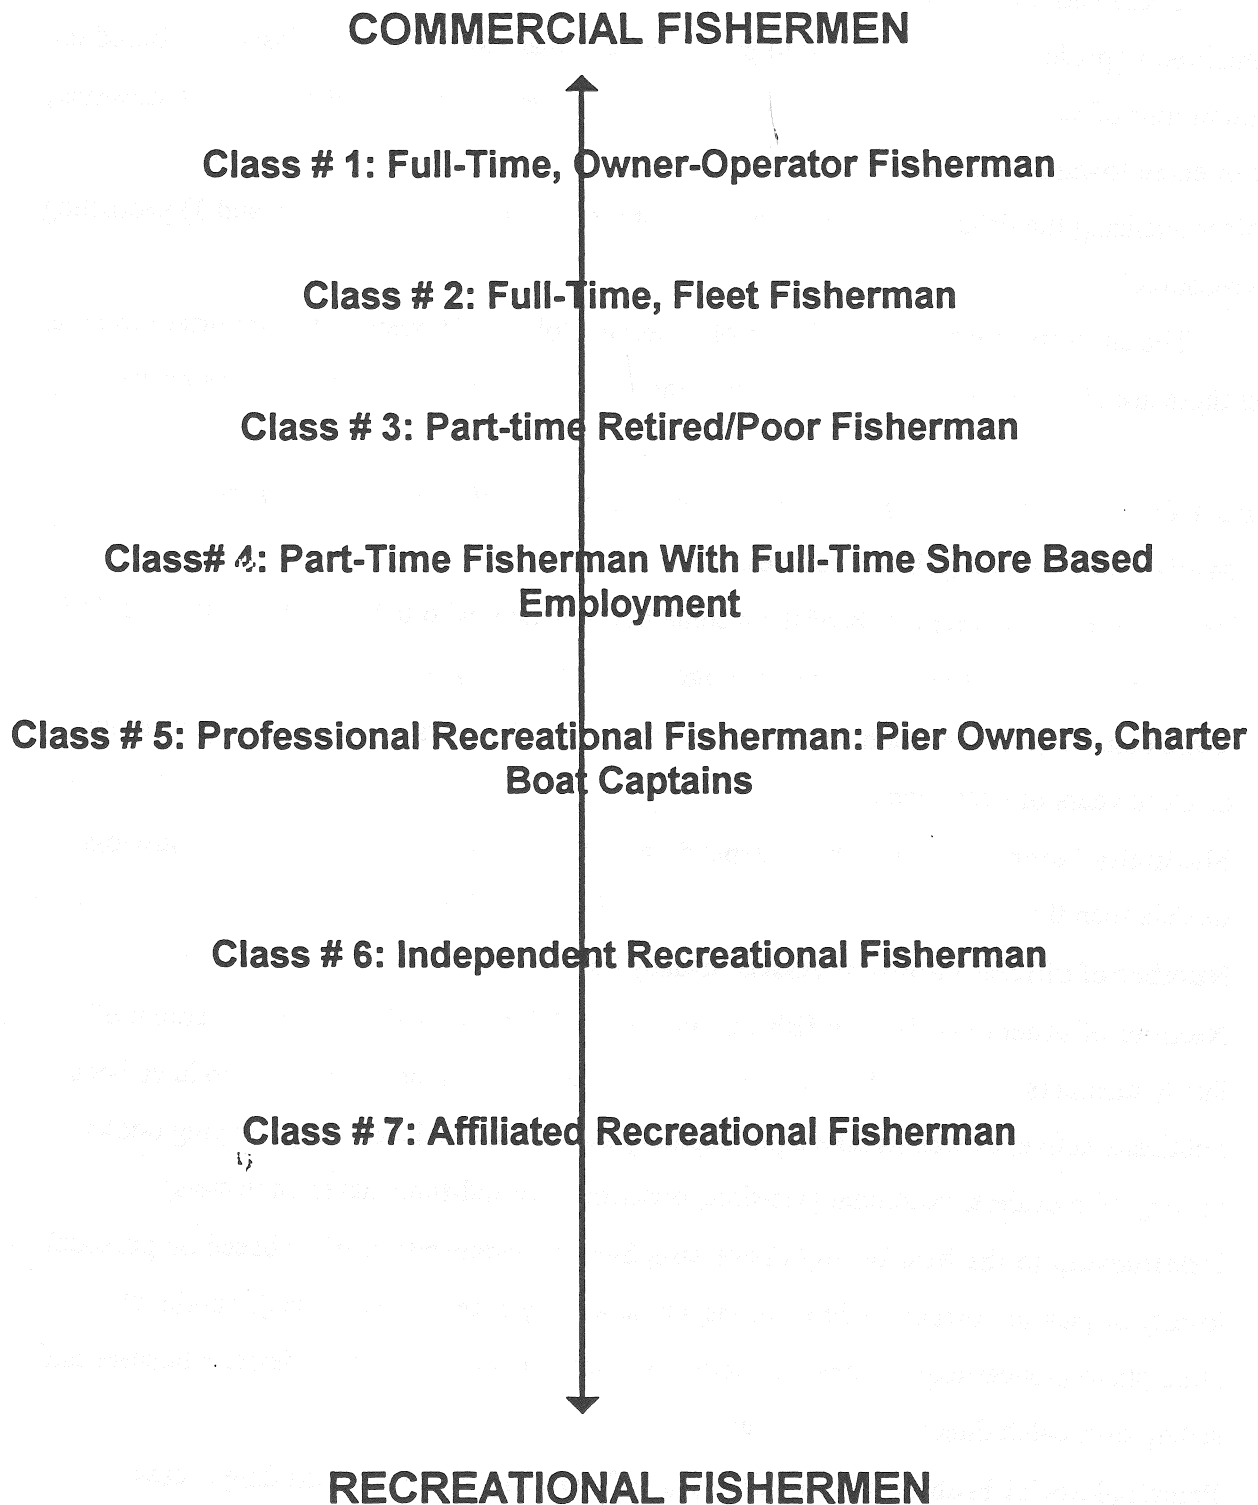 COMMERCIAL FISHERMEN
Class # 1: Full-Time, Owner-Operator Fisherman
Class # 2: Full-Time, Fleet Fisherman
Class # 3: Part-time Retired/Poor Fisherman
Class# 4: Part-Time Fisherman With Full-Time Shore Based
Employment
Class # 5: Professional Recreational Fisherman: Pier Owners, Charter
Boat Captains
Class # 6: Independent Recreational Fisherman
Class # 7: Affiliated Recreational Fisherman
RECREATIONAL FISHERMEN